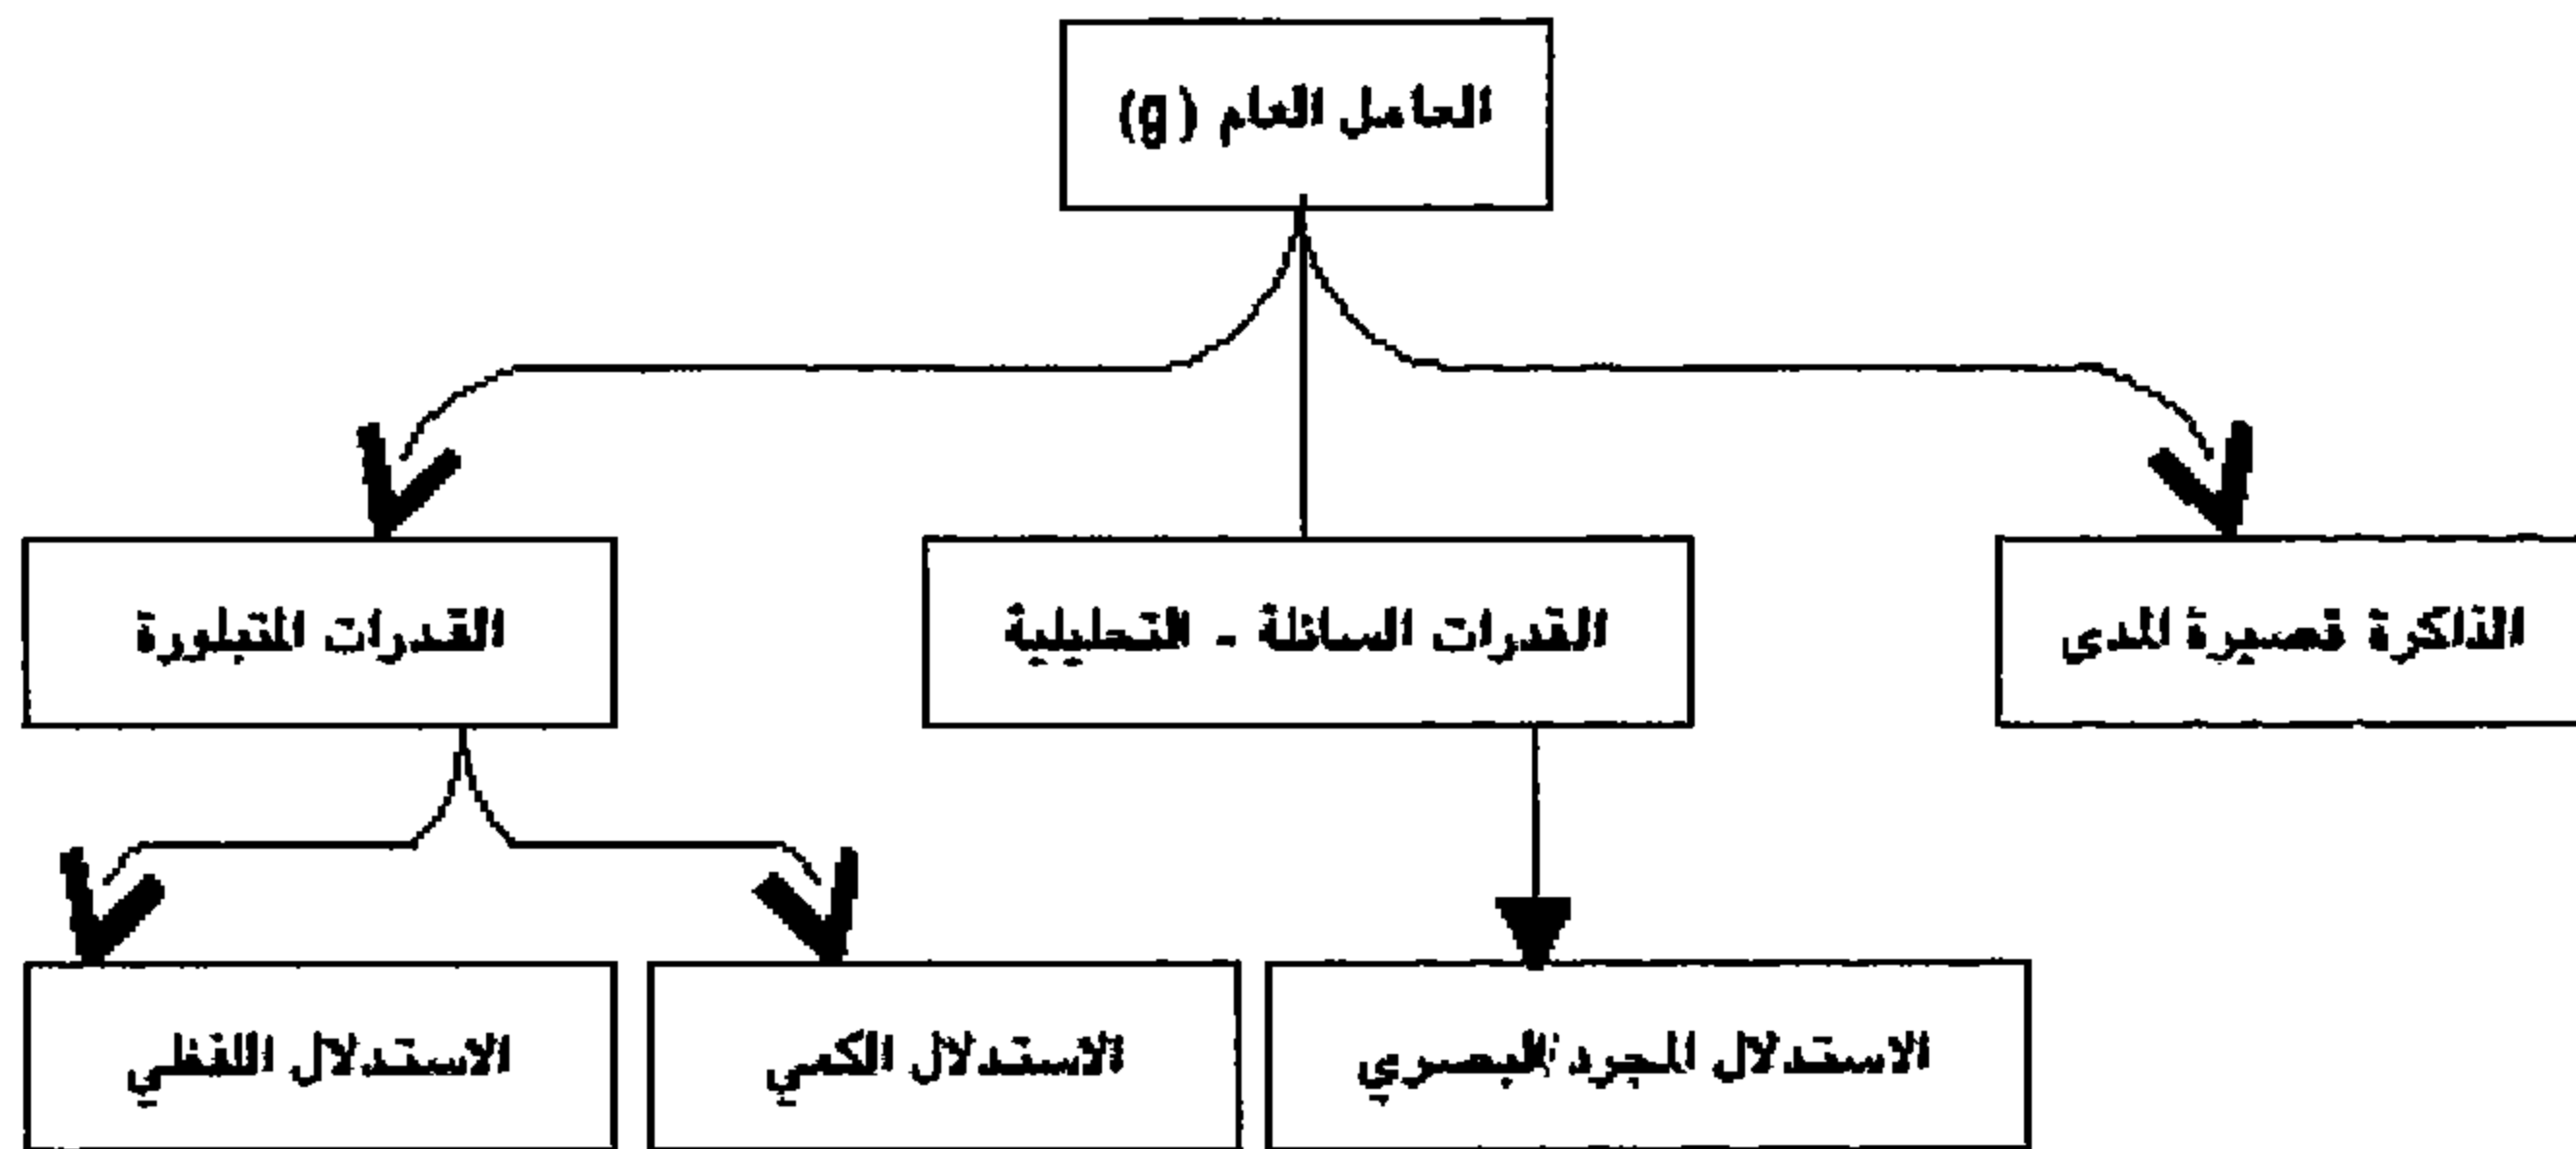 العامل العام (g)
الذاكرة قصيرة المدى
القدرات السائلة - التحليلية
القدرات المتبلورة
الاستدلال المجرد/البصري
الاستدلال الكمي
الاستدلال اللفظي